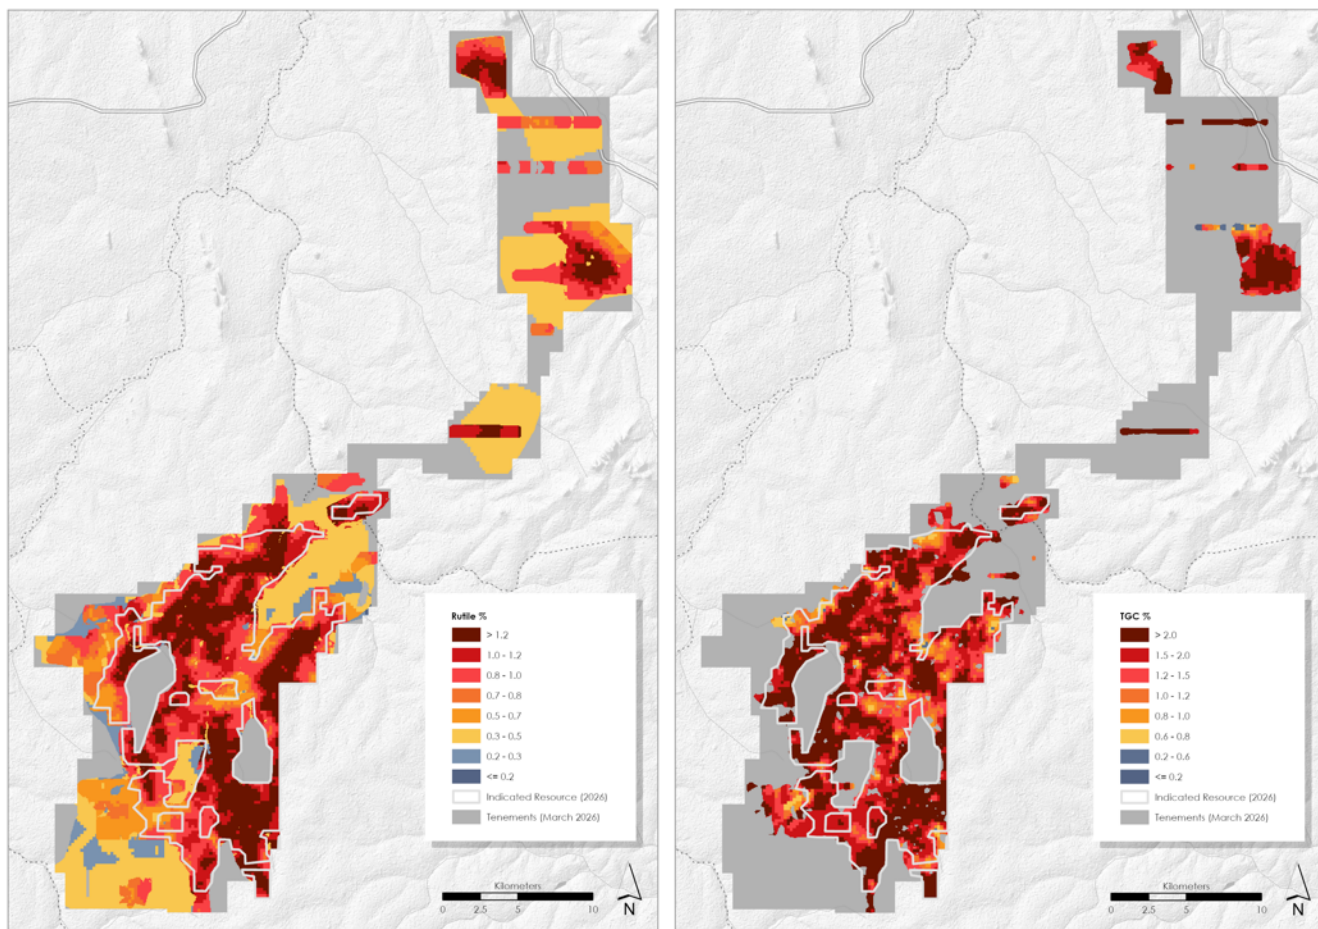 Rutile %
> 1.2
1.0 - 1.2
0.8 - 1.0
0.7 - 0.8
0.5 - 0.7
0.3 - 0.5
0.2 - 0.3
<= 0.2
Indicated Resource (2026)
Tenements (March 2026)
Kilometers
0 2.5 5 10
N
TGC %
> 2.0
1.5 - 2.0
1.2 - 1.5
1.0 - 1.2
0.8 - 1.0
0.6 - 0.8
0.2 - 0.6
<= 0.2
Indicated Resource (2026)
Tenements (March 2026)
Kilometers
0 2.5 5 10
N